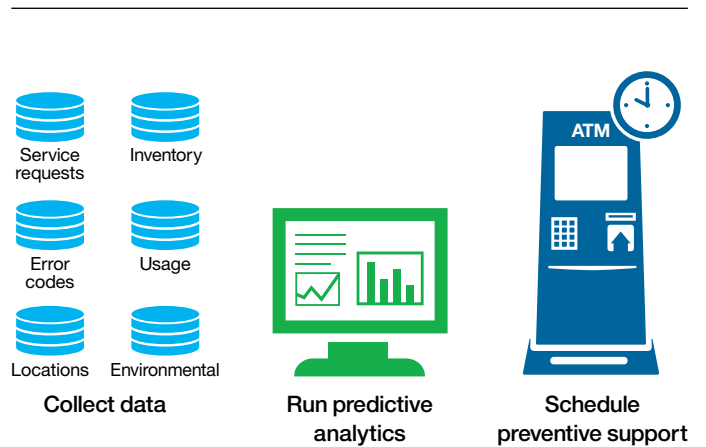 Service
requests
Inventory
Error
codes
Usage
Locations
Environmental
Collect data
Run predictive
analytics
ATM
Schedule
preventive support